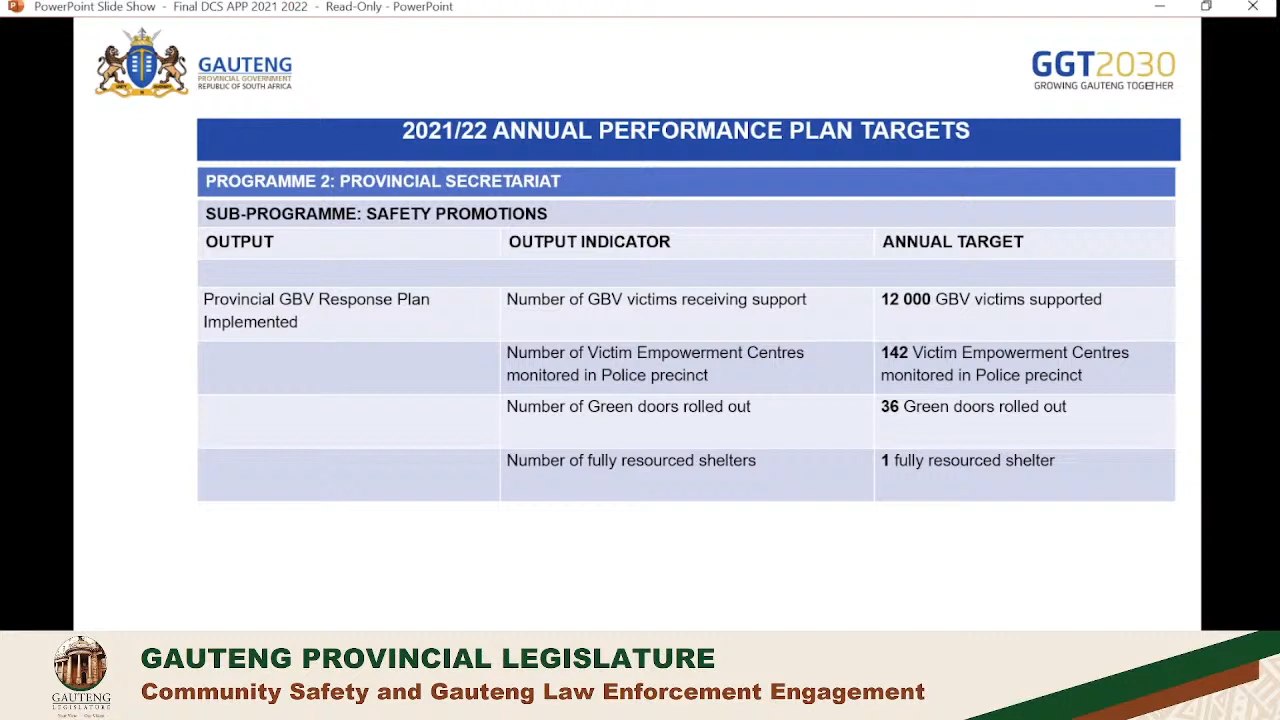 PowerPoint Slide Show - Final DCS APP 2021 2022 - Read-Only - PowerPoint
GAUTENG
PROVINCIAL GOVERNMENT
REPUBLIC OF SOUTH AFRICA
GGT2030
GROWING GAUTENG TOGETHER
2021/22 ANNUAL PERFORMANCE PLAN TARGETS
PROGRAMME 2: PROVINCIAL SECRETARIAT
SUB-PROGRAMME: SAFETY PROMOTIONS
OUTPUT OUTPUT INDICATOR ANNUAL TARGET
Provincial GBV Response Plan Number of GBV victims receiving support 12 000 GBV victims supported
Implemented
Number of Victim Empowerment Centres 142 Victim Empowerment Centres
monitored in Police precinct monitored in Police precinct
Number of Green doors rolled out 36 Green doors rolled out
Number of fully resourced shelters 1 fully resourced shelter
GAUTENG PROVINCIAL LEGISLATURE
Community Safety and Gauteng Law Enforcement Engagement
GAUTENG
LEGISLATURE